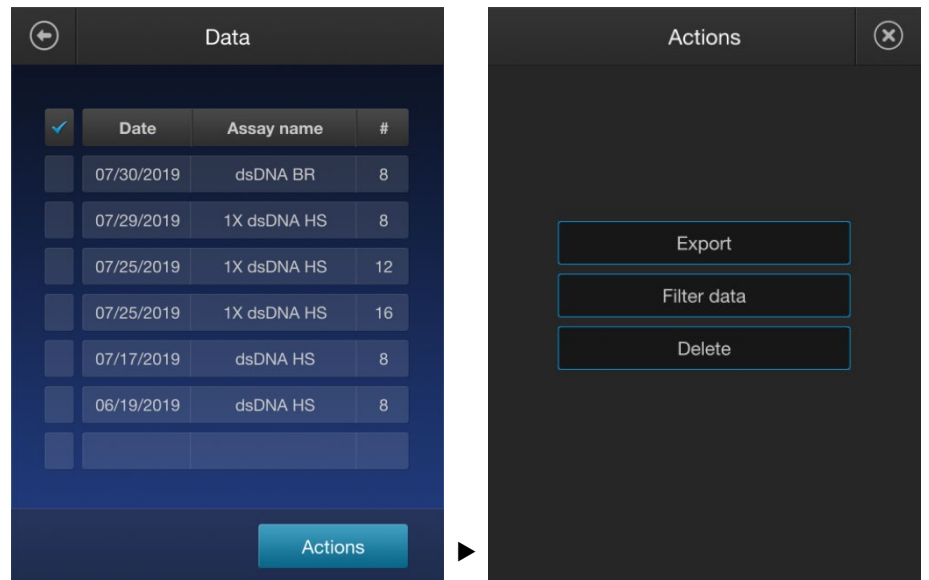 Data
Date Assay name #
07/30/2019 dsDNA BR 8
07/29/2019 1X dsDNA HS 8
07/25/2019 1X dsDNA HS 12
07/25/2019 1X dsDNA HS 16
07/17/2019 dsDNA HS 8
06/19/2019 dsDNA HS 8
Actions
Actions
Export
Filter data
Delete